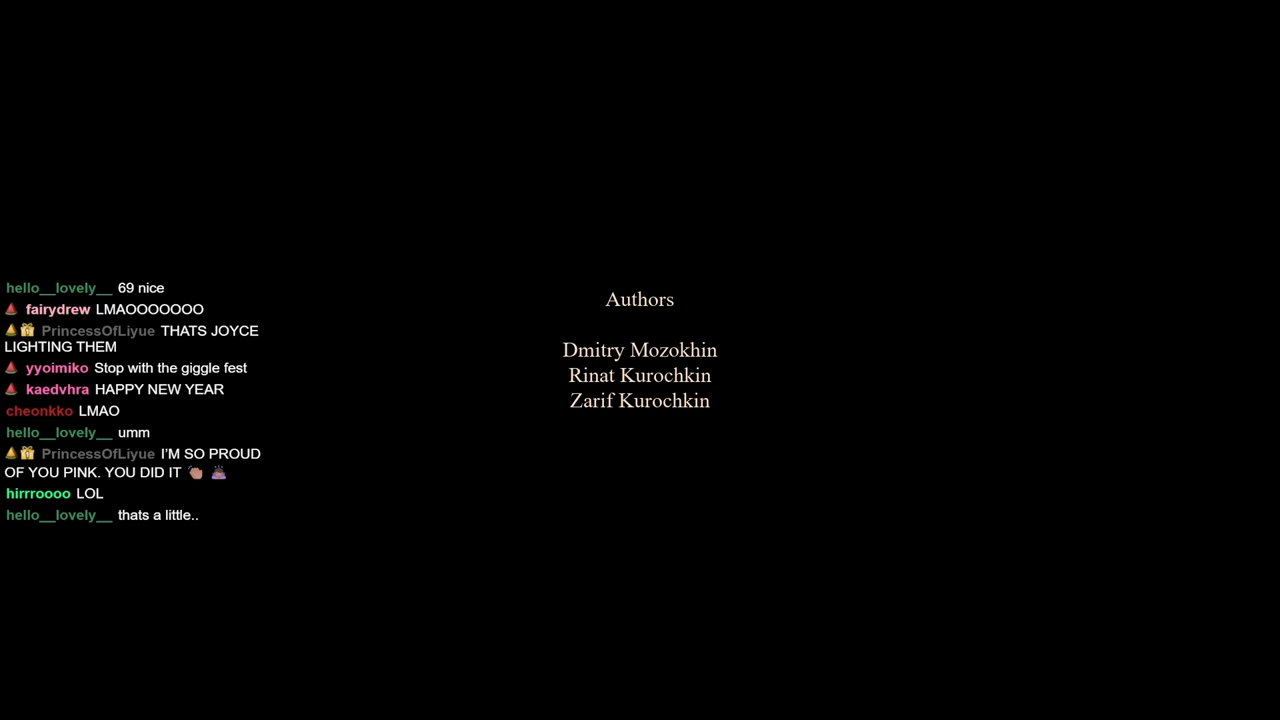 hello__lovely__ 69 nice
fairydrew LMAOOOOOOO
PrincessOfLiyue THATS JOYCE
LIGHTING THEM
yyoimiko Stop with the giggle fest
kaedvhra HAPPY NEW YEAR
cheonkko LMAO
hello__lovely__ umm
PrincessOfLiyue I'M SO PROUD
OF YOU PINK. YOU DID IT
hirrroooo LOL
hello__lovely__ thats a little..
Authors
Dmitry Mozokhin
Rinat Kurochkin
Zarif Kurochkin